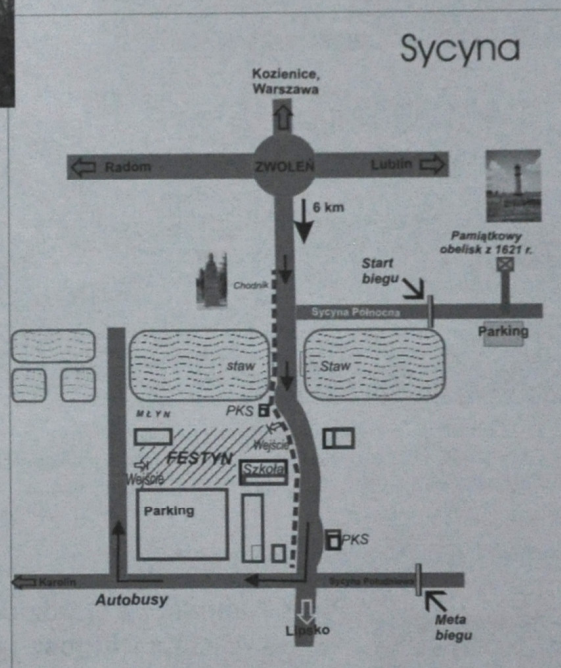 Sycyna
Kozienice,
Warszawa
Radom
ZWOLEŃ
Lublin
6 km
Pamiątkowy
obelisk z 1621 r.
Start
biegu
Chodnik
Sycyna Północna
Parking
staw
Staw
MŁYN
PKS
Wejście
FESTYN
Szkoła
Wejście
Parking
PKS
Karolin
Sycyna Południowa
Autobusy
Meta
biegu
Lipsko